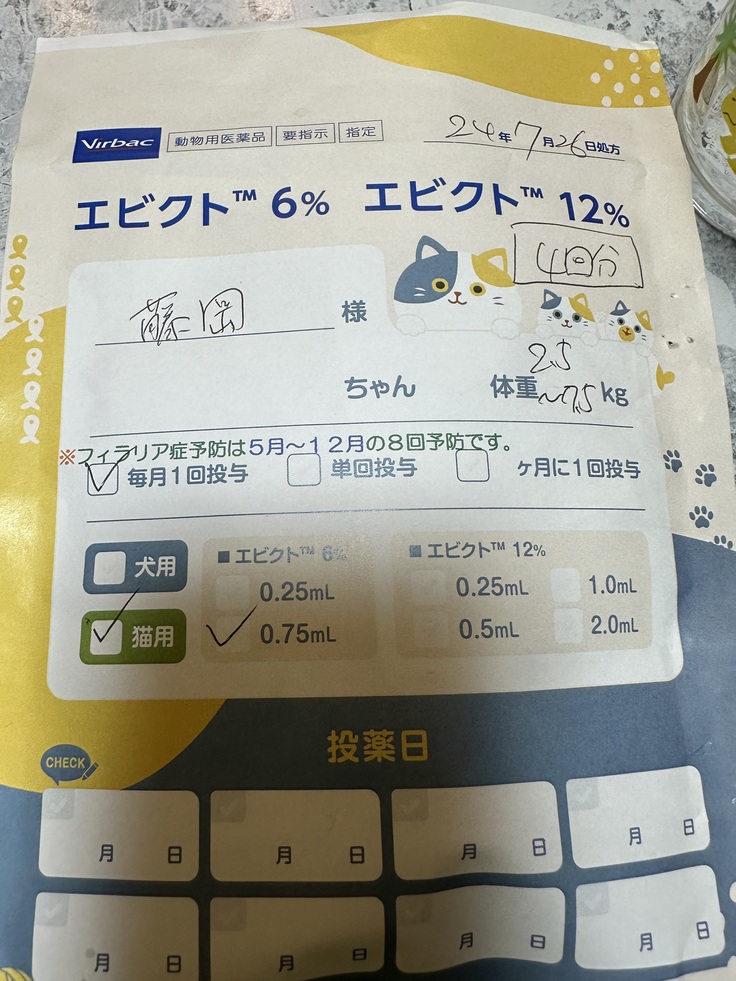 Virbac 動物用医薬品 要指示 指定
24年7月26日処方
エビクト™ 6% エビクト™ 12%
4回分
藤岡 様
ちゃん 体重 2.5～7.5kg
※フィラリア症予防は5月～12月の8回予防です。
毎月1回投与 単回投与 ヶ月に1回投与
犬用
■ エビクト™ 6%
0.25mL
■ エビクト™ 12%
0.25mL 1.0mL
猫用
0.75mL
0.5mL 2.0mL
CHECK
投薬日
月 日 月 日 月 日 月 日
月 日 月 日 月 日 月 日